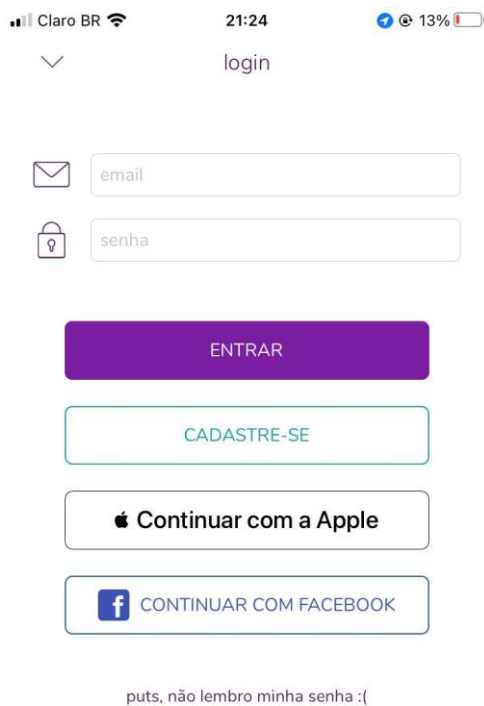 Claro BR 21:24 13%
login
email
senha
ENTRAR
CADASTRE-SE
Continuar com a Apple
f CONTINUAR COM FACEBOOK
puts, não lembro minha senha :(